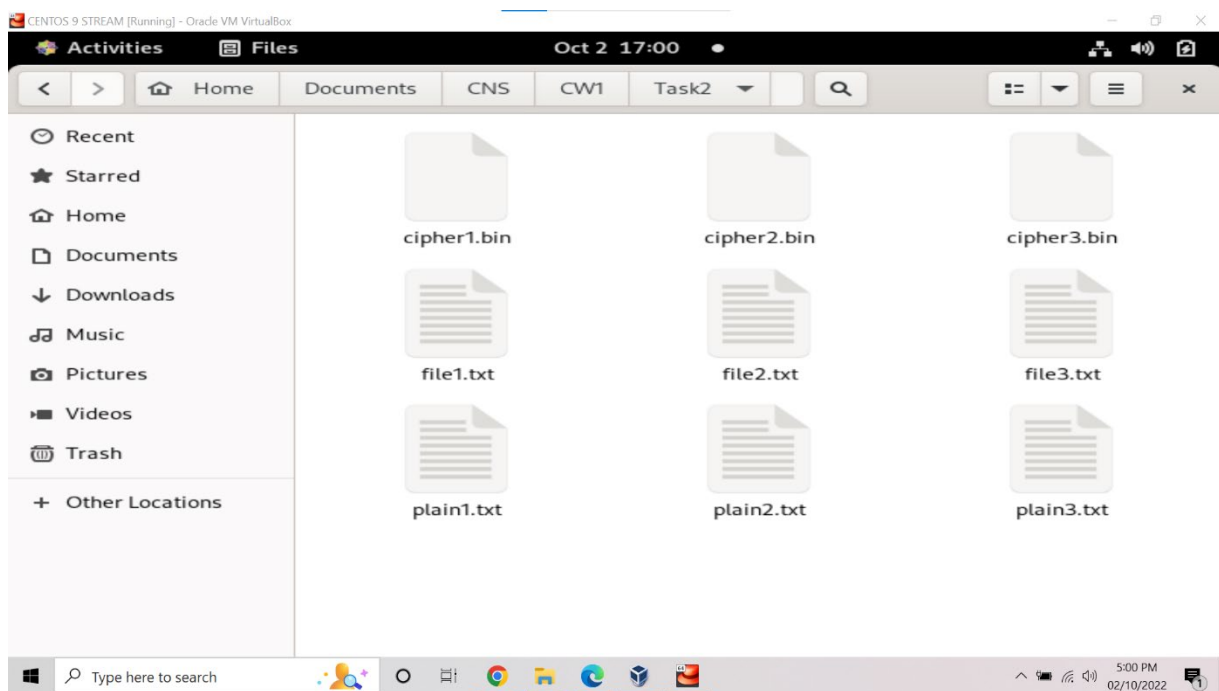 CENTOS 9 STREAM [Running] - Oracle VM VirtualBox
Activities Files Oct 2 17:00
Home Documents CNS CW1 Task2
Recent
Starred
Home
Documents
Downloads
Music
Pictures
Videos
Trash
+ Other Locations
cipher1.bin cipher2.bin cipher3.bin
file1.txt file2.txt file3.txt
plain1.txt plain2.txt plain3.txt
Type here to search
5:00 PM
02/10/2022
1